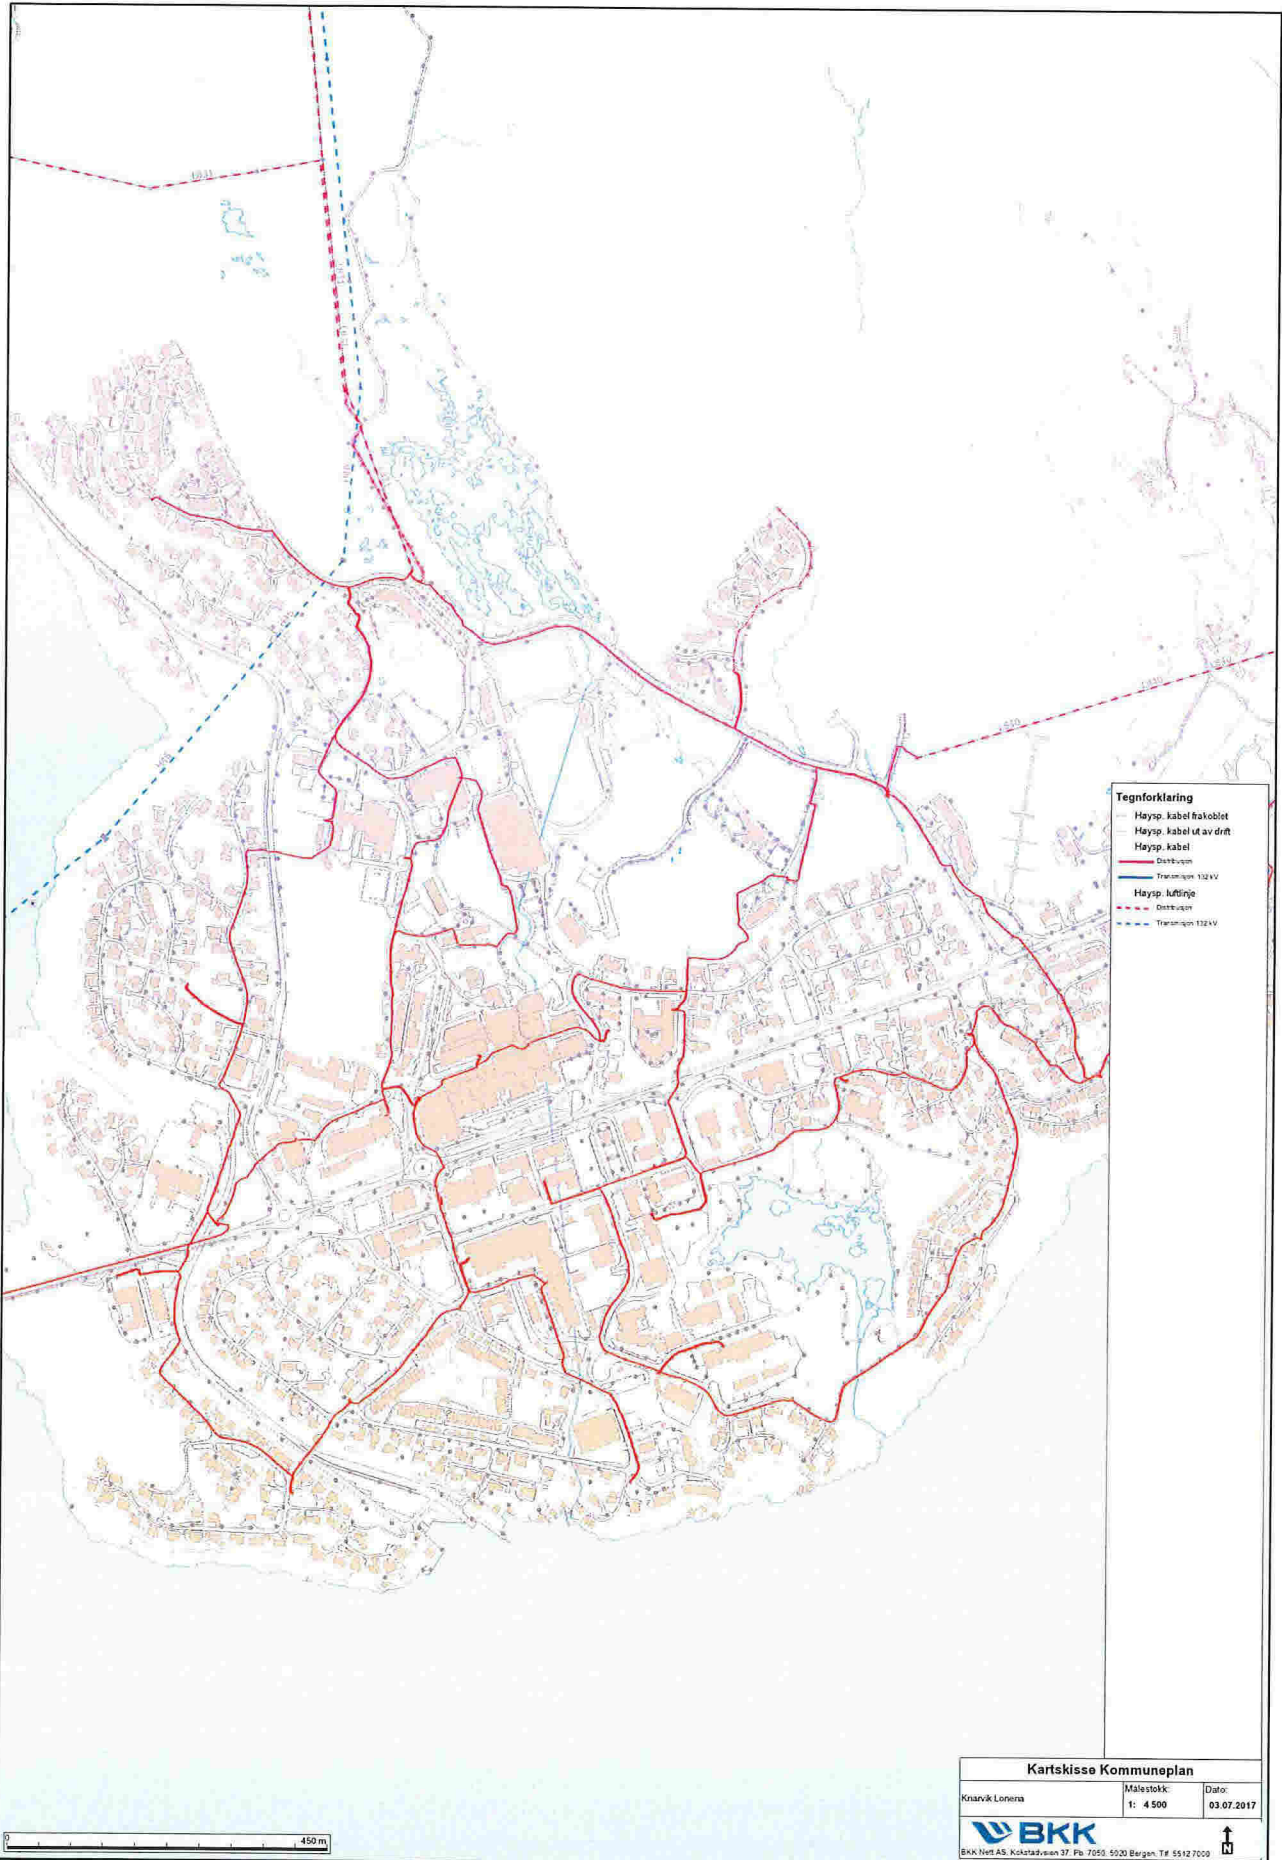 Tegnforklaring
Høysp. kabel frakoblet
Høysp. kabel ut av drift
Høysp. kabel
Distribusjon
Transmisjon 132 kV
Høysp. luftlinje
Distribusjon
Transmisjon 132 kV
Kartskisse Kommuneplan
Knarvik Lonena
Målestokk:
1: 4 500
Dato:
03.07.2017
BKK
BKK Nett AS, Kokstadveien 37, Pb 7050, 5020 Bergen, Tlf. 5512 7000
N
0
450 m